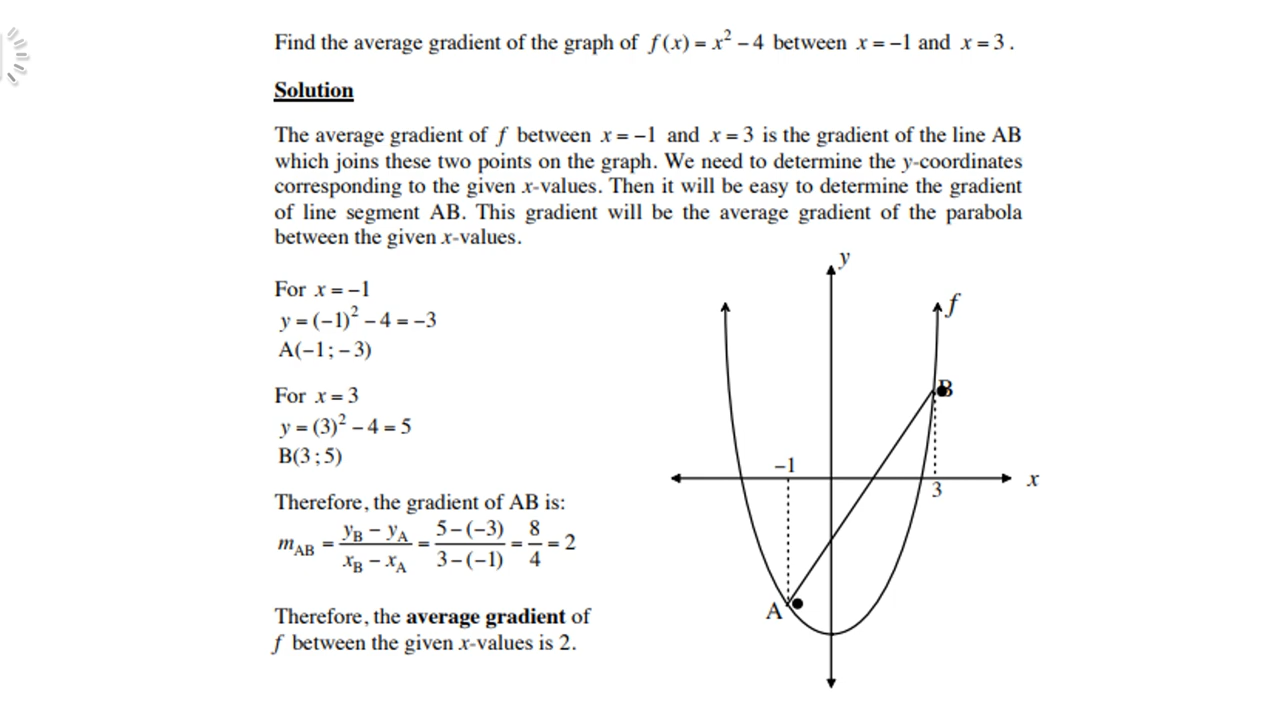 Find the average gradient of the graph of f(x) = x² – 4 between x = –1 and x = 3.
Solution
The average gradient of f between x = –1 and x = 3 is the gradient of the line AB
which joins these two points on the graph. We need to determine the y-coordinates
corresponding to the given x-values. Then it will be easy to determine the gradient
of line segment AB. This gradient will be the average gradient of the parabola
between the given x-values.
For x = –1
y = (–1)² – 4 = –3
A(–1; –3)
For x = 3
y = (3)² – 4 = 5
B(3; 5)
Therefore, the gradient of AB is:
m_AB = (y_B – y_A)/(x_B – x_A) = (5 – (–3))/(3 – (–1)) = 8/4 = 2
Therefore, the average gradient of
f between the given x-values is 2.
y
f
B
–1
x
3
A